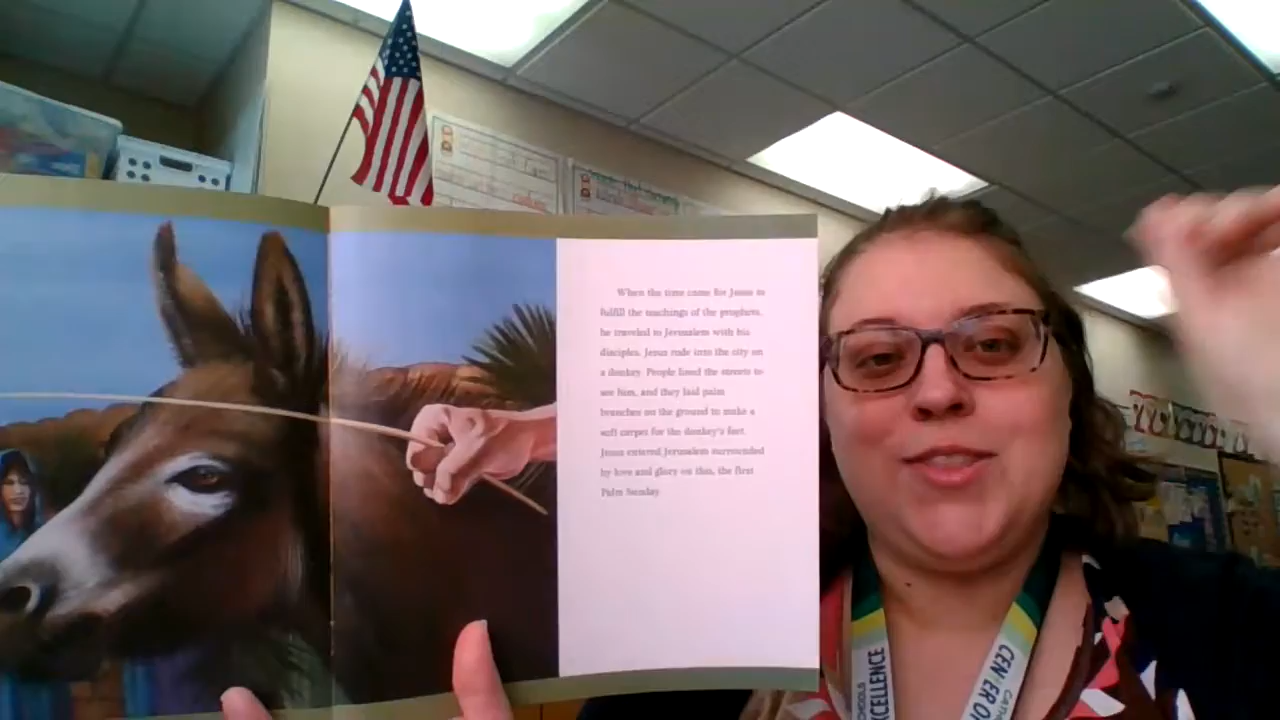 When the time came for Jesus to
fulfill the teachings of the prophets,
he traveled to Jerusalem with his
disciples. Jesus rode into the city on
a donkey. People lined the streets to
see him, and they laid palm
branches on the ground to make a
soft carpet for the donkey's feet.
Jesus entered Jerusalem surrounded
by love and glory on this, the first
Palm Sunday.
SCHOOLS
EXCELLENCE
CENTER OF